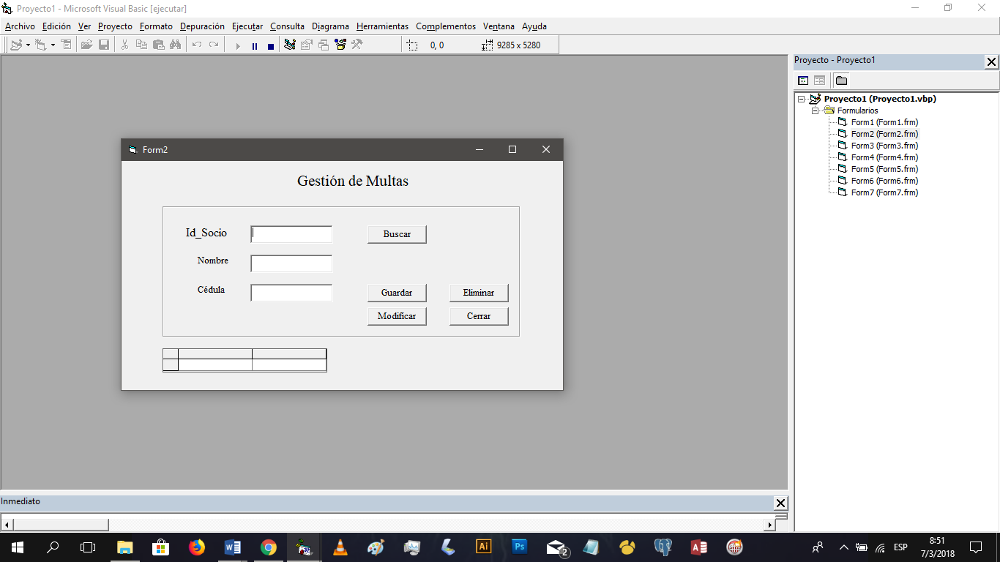 Proyecto1 - Microsoft Visual Basic [ejecutar]
Archivo Edición Ver Proyecto Formato Depuración Ejecutar Consulta Diagrama Herramientas Complementos Ventana Ayuda
0, 0 9285 x 5280
Proyecto - Proyecto1
Proyecto1 (Proyecto1.vbp)
Formularios
Form1 (Form1.frm)
Form2 (Form2.frm)
Form3 (Form3.frm)
Form4 (Form4.frm)
Form5 (Form5.frm)
Form6 (Form6.frm)
Form7 (Form7.frm)
Form2
Gestión de Multas
Id_Socio Buscar
Nombre
Cédula Guardar Eliminar
Modificar Cerrar
Inmediato
Ai Ps 2 ESP 8:51
7/3/2018